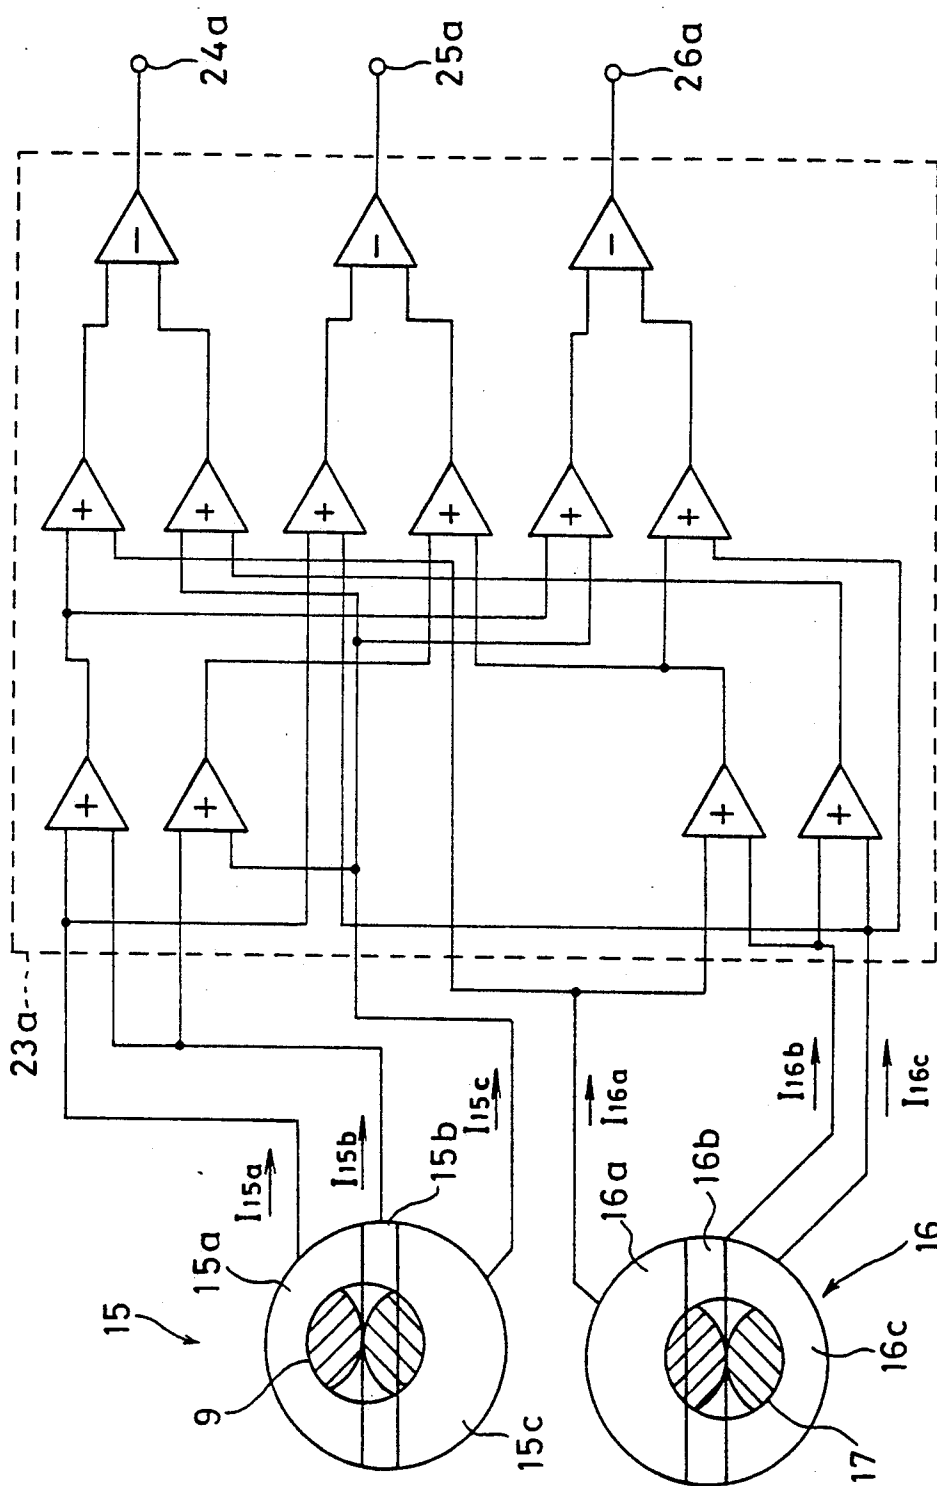 24a
25a
26a
23a
−
−
−
+
+
+
+
+
+
+
+
+
+
I15a
I15b
I15c
I16a
I16b
I16c
15
15a
15b
15c
9
16
16a
16b
16c
17